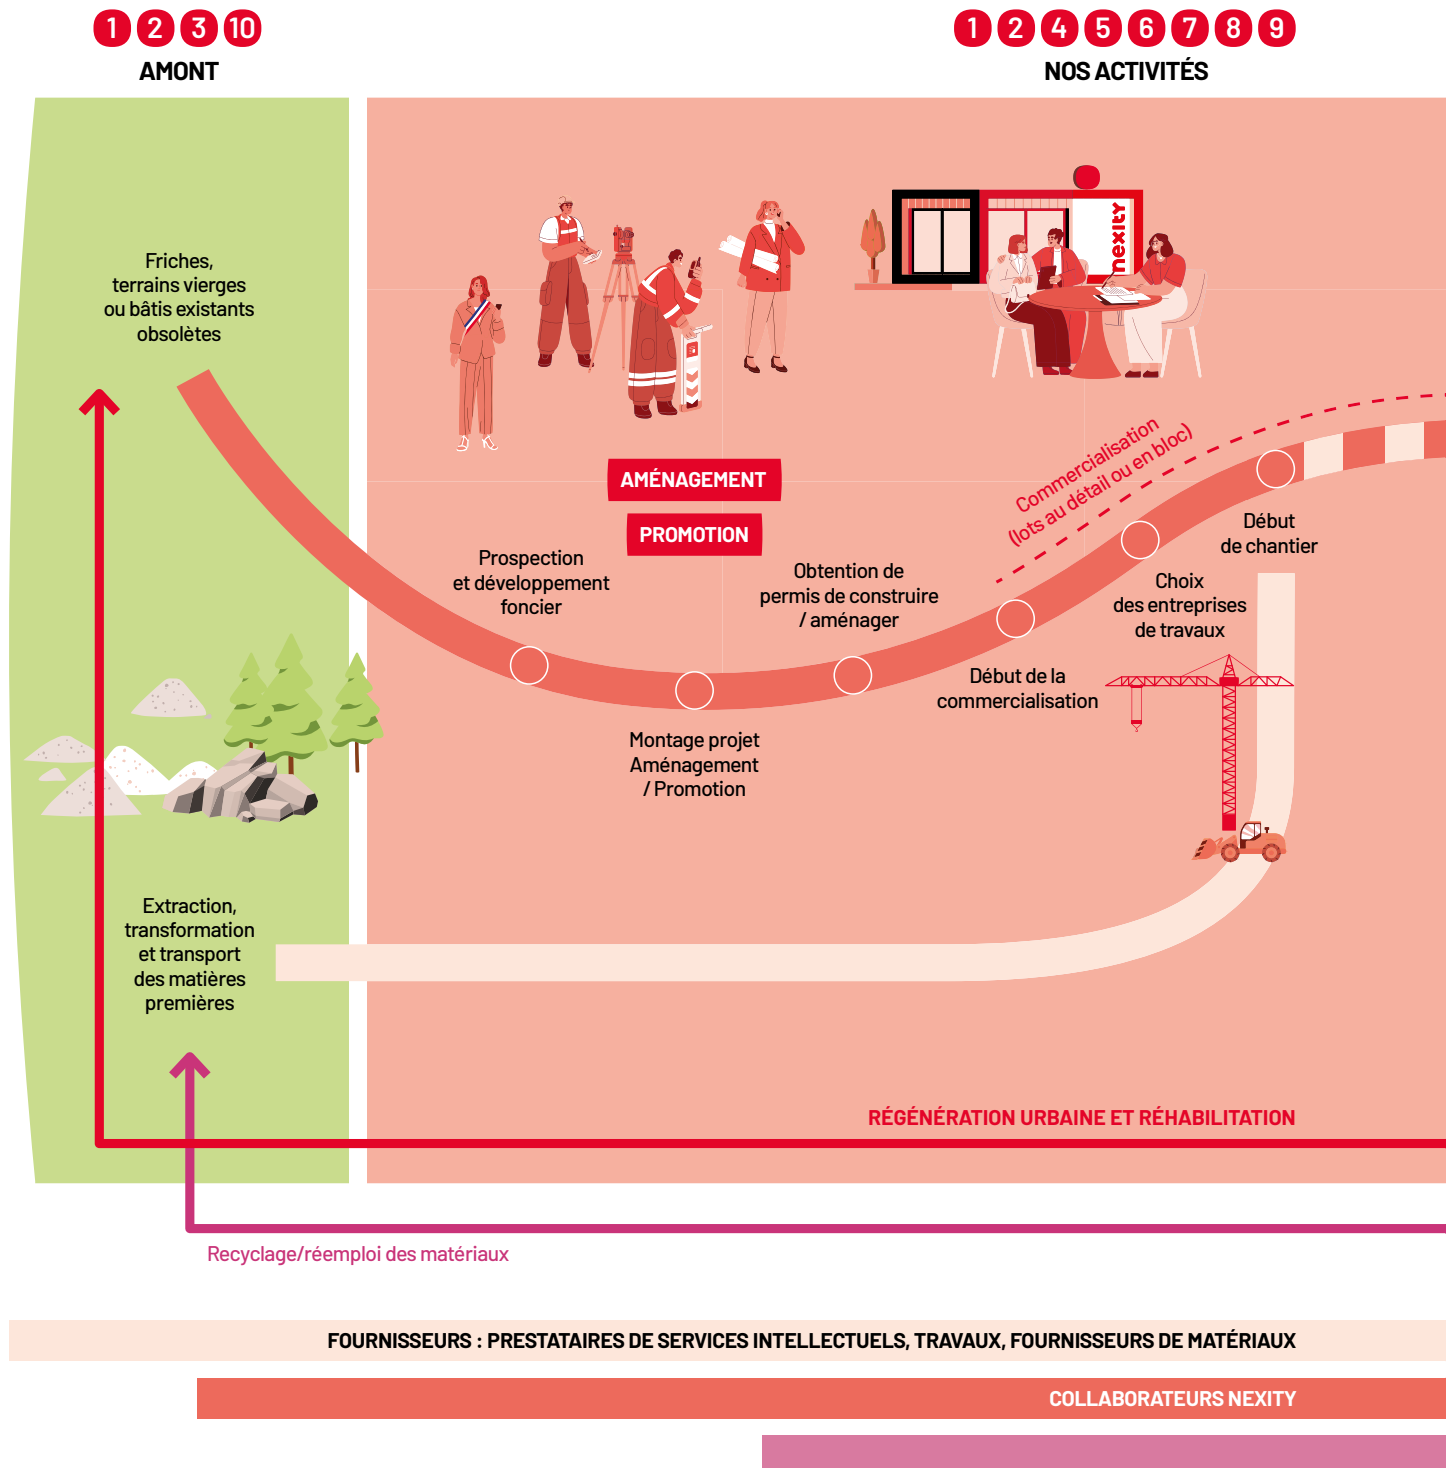 1 2 3 10
AMONT
1 2 4 5 6 7 8 9
NOS ACTIVITÉS
Friches,
terrains vierges
ou bâtis existants
obsolètes
nexity
AMÉNAGEMENT
PROMOTION
Commercialisation
(lots au détail ou en bloc)
Prospection
et développement
foncier
Montage projet
Aménagement
/ Promotion
Obtention de
permis de construire
/ aménager
Début de la
commercialisation
Choix
des entreprises
de travaux
Début
de chantier
Extraction,
transformation
et transport
des matières
premières
RÉGÉNÉRATION URBAINE ET RÉHABILITATION
Recyclage/réemploi des matériaux
FOURNISSEURS : PRESTATAIRES DE SERVICES INTELLECTUELS, TRAVAUX, FOURNISSEURS DE MATÉRIAUX
COLLABORATEURS NEXITY